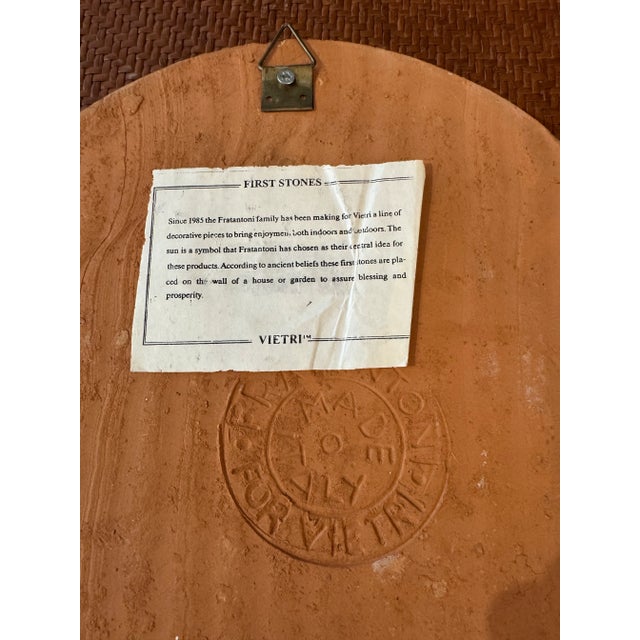 FIRST STONES
Since 1985 the Fratantoni family has been making for Vietri a line of
decorative pieces to bring enjoyment both indoors and outdoors. The
sun is a symbol that Fratantoni has chosen as their central idea for
these products. According to ancient beliefs these first stones are pla-
ced on the wall of a house or garden to assure blessing and
prosperity.
VIETRI™
MADE
ITALY
FOR VIETRI